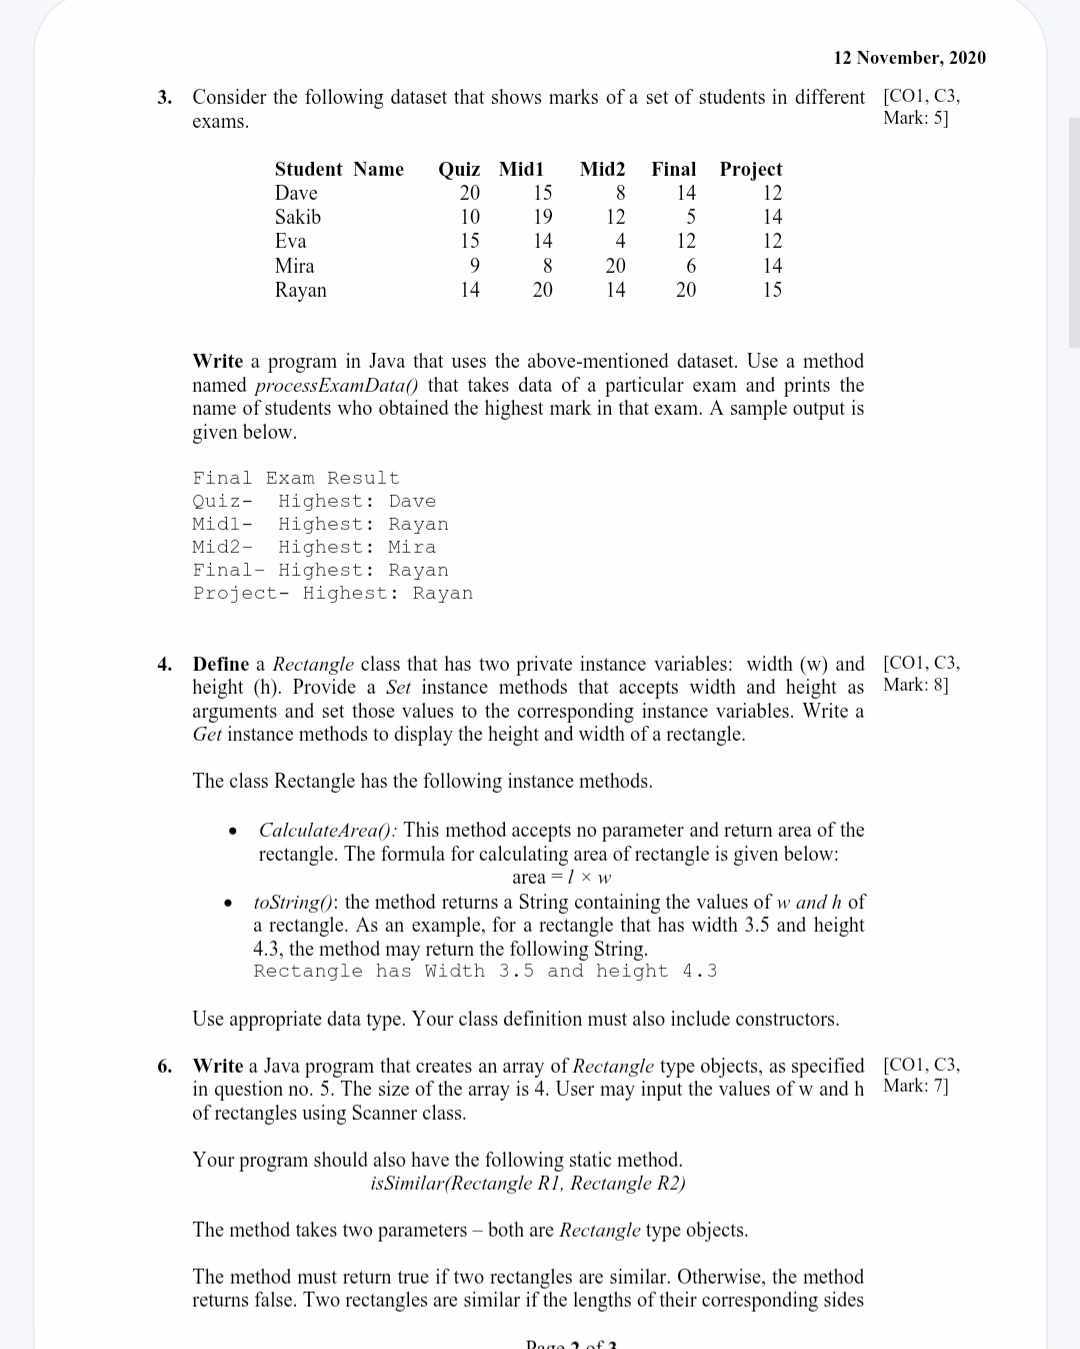 12 November, 2020
3. Consider the following dataset that shows marks of a set of students in different [CO1, C3,
exams. Mark: 5]
Student Name Quiz Mid1 Mid2 Final Project
Dave 20 15 8 14 12
Sakib 10 19 12 5 14
Eva 15 14 4 12 12
Mira 9 8 20 6 14
Rayan 14 20 14 20 15
Write a program in Java that uses the above-mentioned dataset. Use a method
named processExamData() that takes data of a particular exam and prints the
name of students who obtained the highest mark in that exam. A sample output is
given below.
Final Exam Result
Quiz- Highest: Dave
Mid1- Highest: Rayan
Mid2- Highest: Mira
Final- Highest: Rayan
Project- Highest: Rayan
4. Define a Rectangle class that has two private instance variables: width (w) and [CO1, C3,
height (h). Provide a Set instance methods that accepts width and height as Mark: 8]
arguments and set those values to the corresponding instance variables. Write a
Get instance methods to display the height and width of a rectangle.
The class Rectangle has the following instance methods.
• CalculateArea(): This method accepts no parameter and return area of the
rectangle. The formula for calculating area of rectangle is given below:
area = l × w
• toString(): the method returns a String containing the values of w and h of
a rectangle. As an example, for a rectangle that has width 3.5 and height
4.3, the method may return the following String.
Rectangle has Width 3.5 and height 4.3
Use appropriate data type. Your class definition must also include constructors.
6. Write a Java program that creates an array of Rectangle type objects, as specified [CO1, C3,
in question no. 5. The size of the array is 4. User may input the values of w and h Mark: 7]
of rectangles using Scanner class.
Your program should also have the following static method.
isSimilar(Rectangle R1, Rectangle R2)
The method takes two parameters – both are Rectangle type objects.
The method must return true if two rectangles are similar. Otherwise, the method
returns false. Two rectangles are similar if the lengths of their corresponding sides
Page 2 of 3